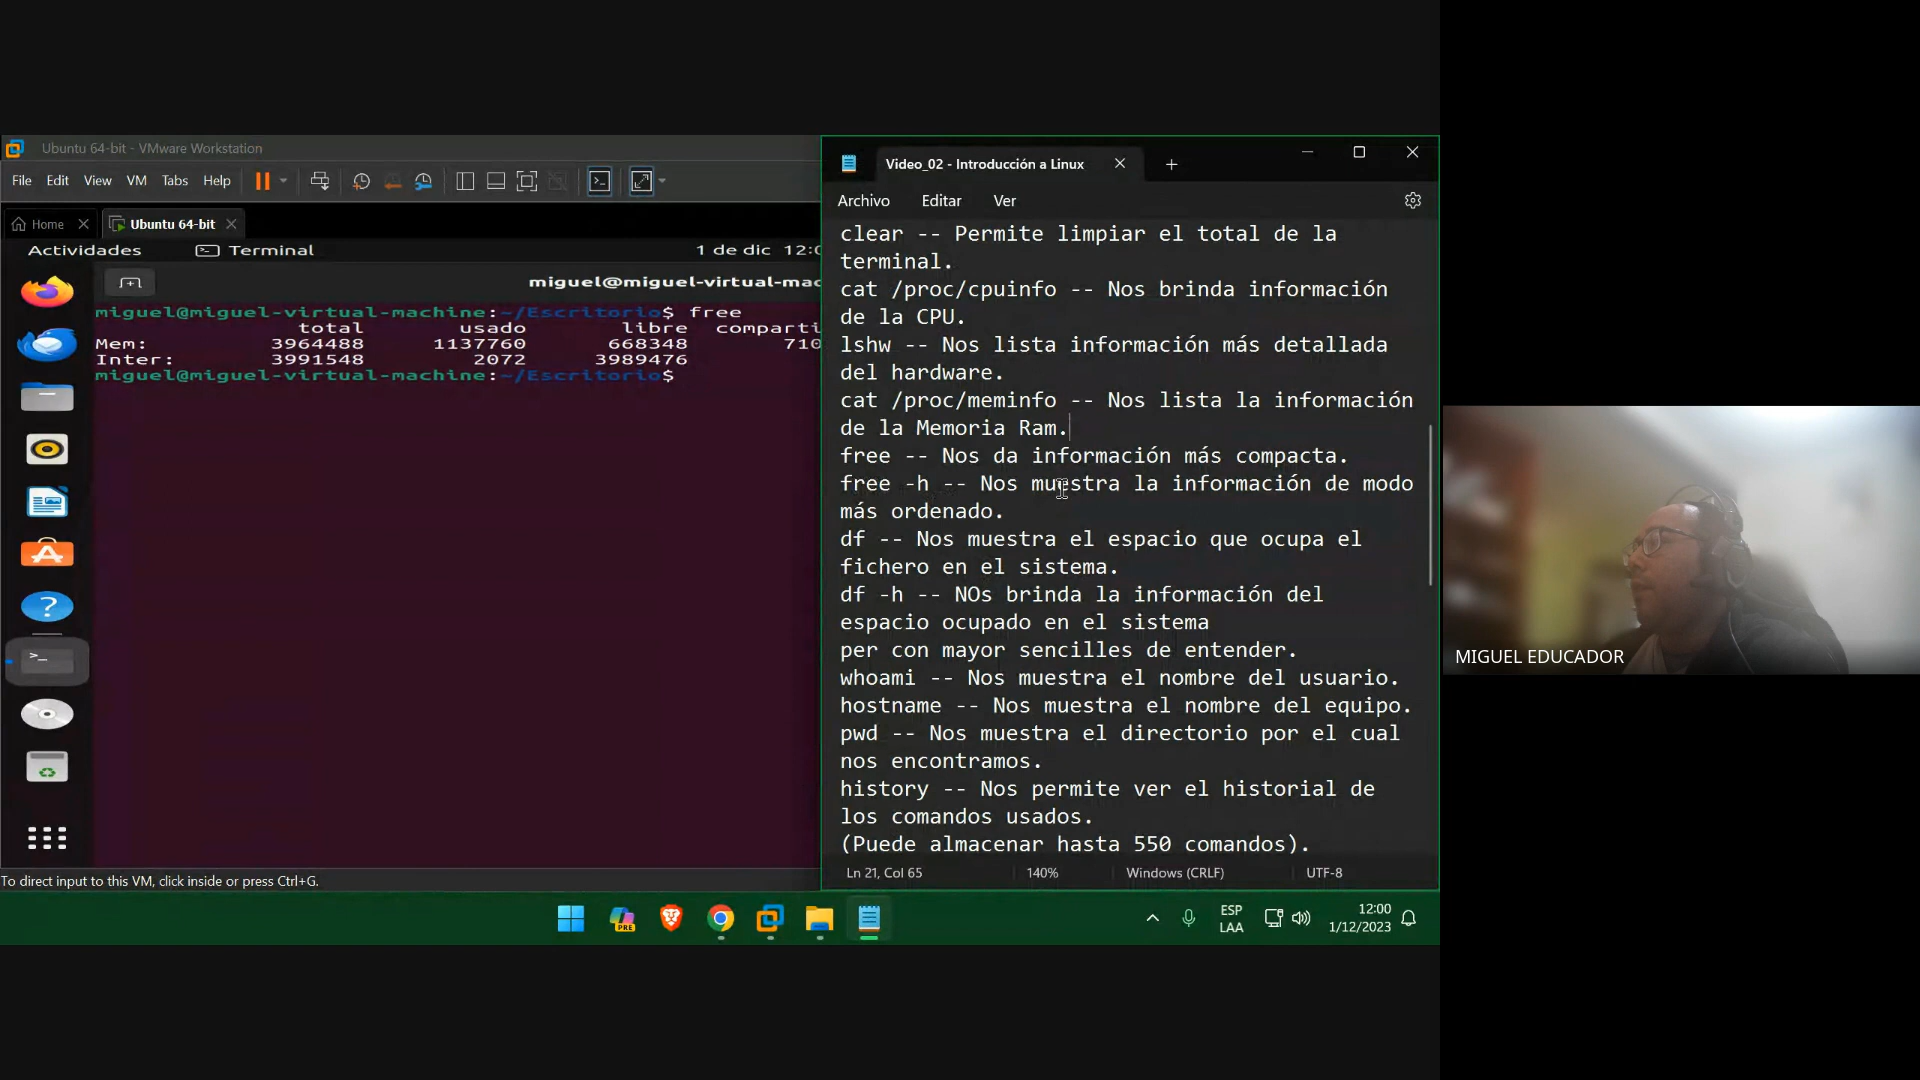 Ubuntu 64-bit - VMware Workstation
File Edit View VM Tabs Help
Home
Ubuntu 64-bit
Actividades
Terminal
1 de dic 12:0
miguel@miguel-virtual-mac
miguel@miguel-virtual-machine:~/Escritorio$ free
total usado libre comparti
Mem: 3964488 1137760 668348 710
Inter: 3991548 2072 3989476
miguel@miguel-virtual-machine:~/Escritorio$
To direct input to this VM, click inside or press Ctrl+G.
Video_02 - Introducción a Linux
Archivo Editar Ver
clear -- Permite limpiar el total de la
terminal.
cat /proc/cpuinfo -- Nos brinda información
de la CPU.
lshw -- Nos lista información más detallada
del hardware.
cat /proc/meminfo -- Nos lista la información
de la Memoria Ram.
free -- Nos da información más compacta.
free -h -- Nos muestra la información de modo
más ordenado.
df -- Nos muestra el espacio que ocupa el
fichero en el sistema.
df -h -- NOs brinda la información del
espacio ocupado en el sistema
per con mayor sencilles de entender.
whoami -- Nos muestra el nombre del usuario.
hostname -- Nos muestra el nombre del equipo.
pwd -- Nos muestra el directorio por el cual
nos encontramos.
history -- Nos permite ver el historial de
los comandos usados.
(Puede almacenar hasta 550 comandos).
Ln 21, Col 65
140%
Windows (CRLF)
UTF-8
PRE
ESP
LAA
12:00
1/12/2023
MIGUEL EDUCADOR